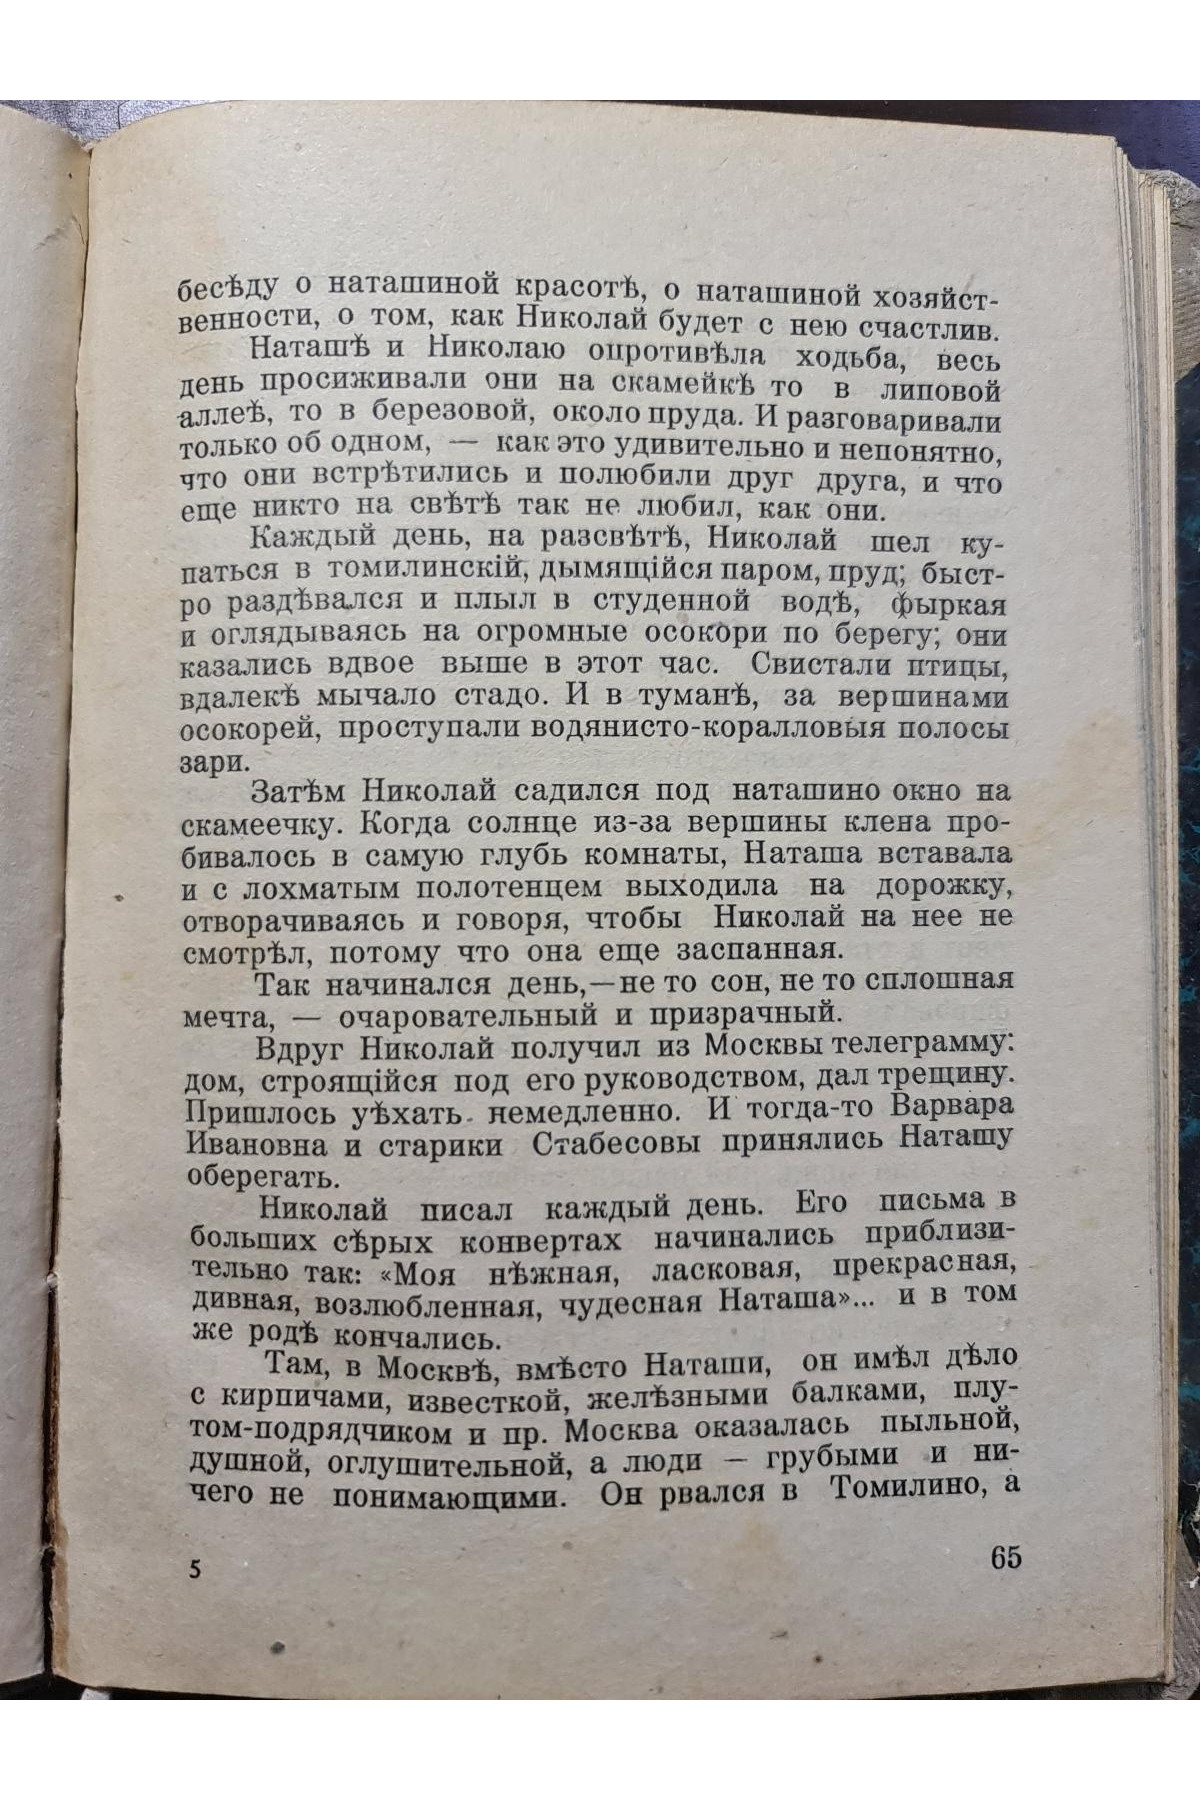 бесѣду о наташиной красотѣ, о наташиной хозяйст-
венности, о том, как Николай будет с нею счастлив.
Наташѣ и Николаю опротивѣла ходьба, весь
день просиживали они на скамейкѣ то в липовой
аллеѣ, то в березовой, около пруда. И разговаривали
только об одном, — как это удивительно и непонятно,
что они встрѣтились и полюбили друг друга, и что
еще никто на свѣтѣ так не любил, как они.
Каждый день, на разсвѣтѣ, Николай шел ку-
паться в томилинскій, дымящійся паром, пруд; быст-
ро раздѣвался и плыл в студенной водѣ, фыркая
и оглядываясь на огромные осокори по берегу; они
казались вдвое выше в этот час. Свистали птицы,
вдалекѣ мычало стадо. И в туманѣ, за вершинами
осокорей, проступали водянисто-коралловыя полосы
зари.
Затѣм Николай садился под наташино окно на
скамеечку. Когда солнце из-за вершины клена про-
бивалось в самую глубь комнаты, Наташа вставала
и с лохматым полотенцем выходила на дорожку,
отворачиваясь и говоря, чтобы Николай на нее не
смотрѣл, потому что она еще заспанная.
Так начинался день,—не то сон, не то сплошная
мечта, — очаровательный и призрачный.
Вдруг Николай получил из Москвы телеграмму:
дом, строящійся под его руководством, дал трещину.
Пришлось уѣхать немедленно. И тогда-то Варвара
Ивановна и старики Стабесовы принялись Наташу
оберегать.
Николай писал каждый день. Его письма в
больших сѣрых конвертах начинались приблизи-
тельно так: «Моя нѣжная, ласковая, прекрасная,
дивная, возлюбленная, чудесная Наташа»... и в том
же родѣ кончались.
Там, в Москвѣ, вмѣсто Наташи, он имѣл дѣло
с кирпичами, известкой, желѣзными балками, плу-
том-подрядчиком и пр. Москва оказалась пыльной,
душной, оглушительной, а люди — грубыми и ни-
чего не понимающими. Он рвался в Томилино, а
5 65